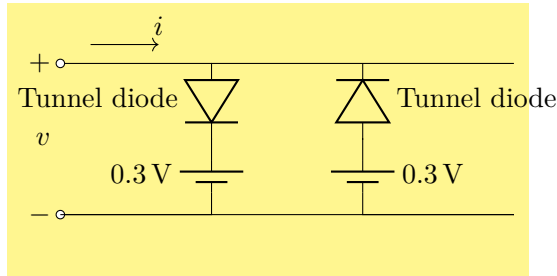 i
+
Tunnel diode
Tunnel diode
v
0.3 V
0.3 V
−